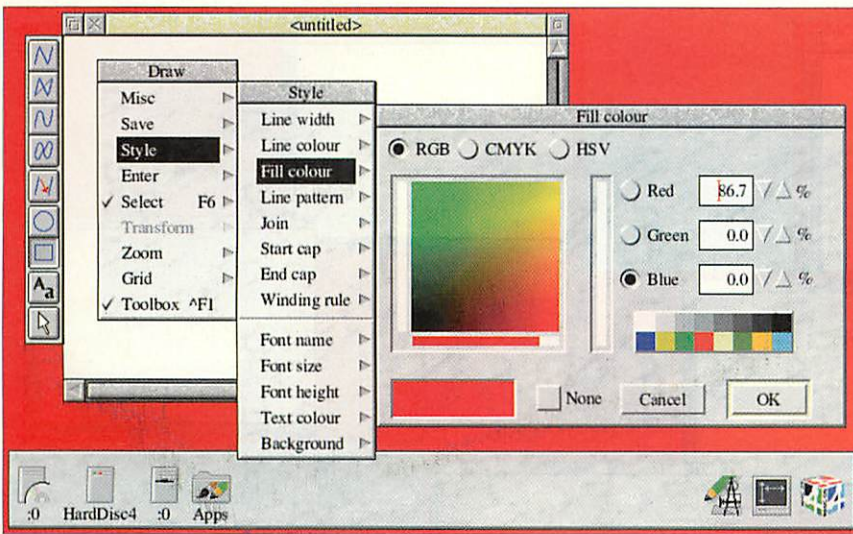 <untitled>
Draw
Misc
Save
Style
Enter
✓ Select F6
Transform
Zoom
Grid
✓ Toolbox ^F1
Style
Line width
Line colour
Fill colour
Line pattern
Join
Start cap
End cap
Winding rule
Font name
Font size
Font height
Text colour
Background
Fill colour
RGB CMYK HSV
Red 86.7 %
Green 0.0 %
Blue 0.0 %
None Cancel OK
Aa
:0 HardDisc4 :0 Apps